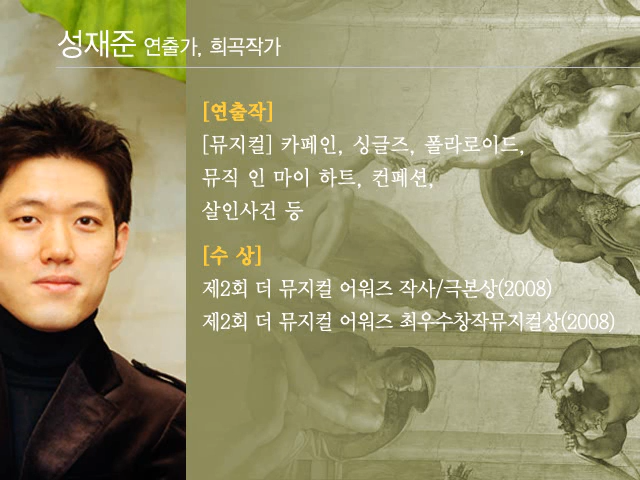 성재준 연출가, 희곡작가
[연출작]
[뮤지컬] 카페인, 싱글즈, 폴라로이드,
뮤직 인 마이 하트, 컨페션,
살인사건 등
[수 상]
제2회 더 뮤지컬 어워즈 작사/극본상(2008)
제2회 더 뮤지컬 어워즈 최우수창작뮤지컬상(2008)